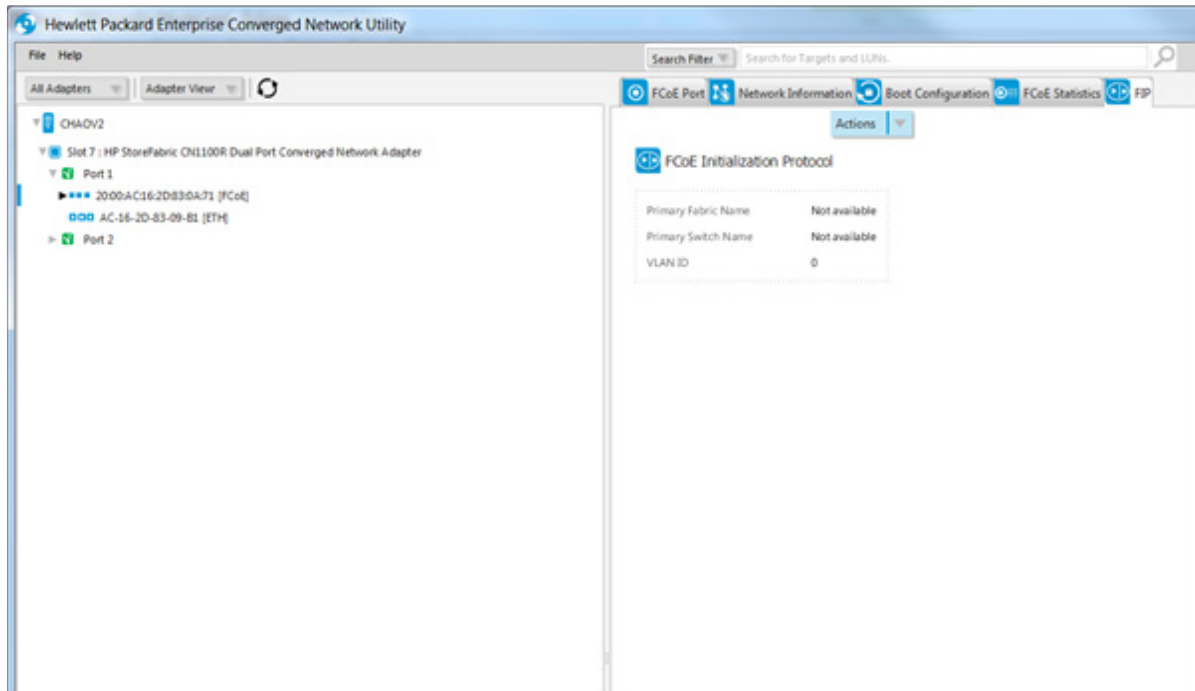 Hewlett Packard Enterprise Converged Network Utility
File Help
Search Filter Search for Targets and LUNs.
All Adapters Adapter View
FCoE Port Network Information Boot Configuration FCoE Statistics FIP
Actions
CHAOV2
Slot 7 : HP StoreFabric CN1100R Dual Port Converged Network Adapter
Port 1
20:00:AC:16:2D:83:0A:71 [FCoE]
AC-16-2D-83-09-B1 [ETH]
Port 2
FCoE Initialization Protocol
Primary Fabric Name Not available
Primary Switch Name Not available
VLAN ID 0